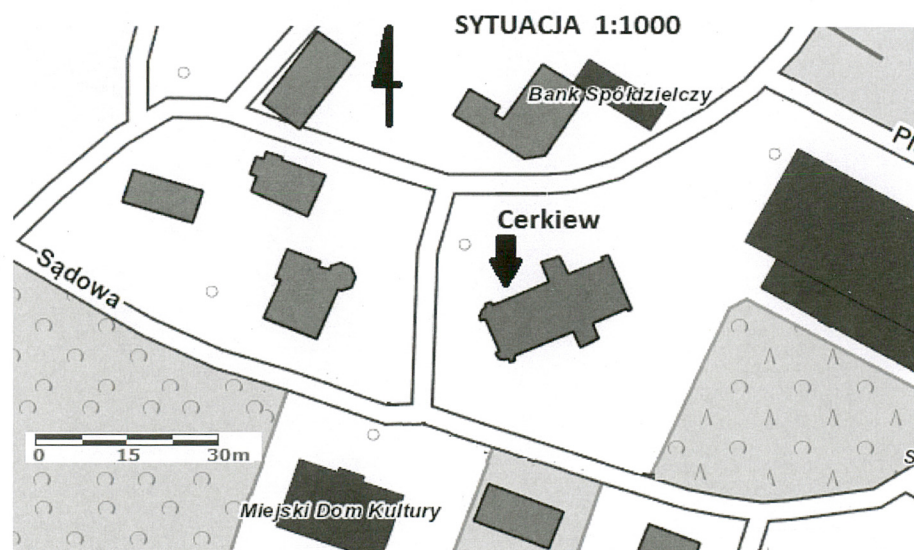 SYTUACJA 1:1000
Bank Spółdzielczy
Cerkiew
Sądowa
0 15 30m
Miejski Dom Kultury